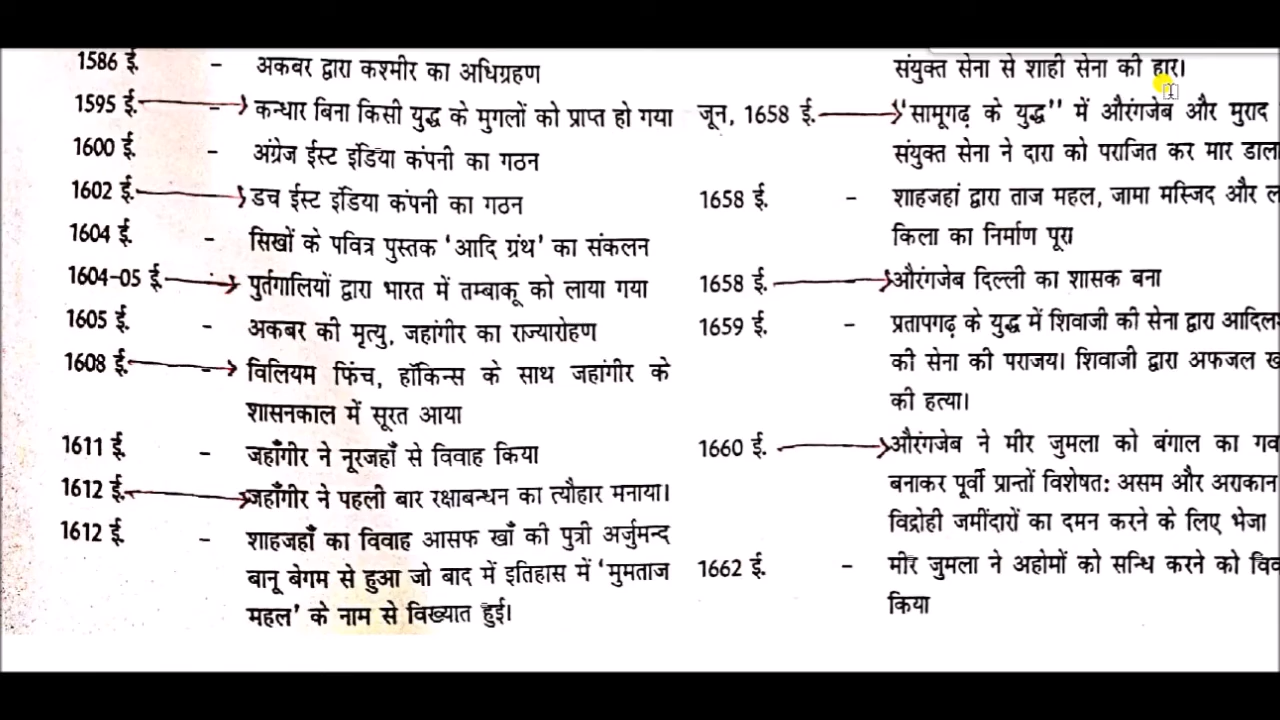 1586 ई. - अकबर द्वारा कश्मीर का अधिग्रहण
1595 ई. - कन्धार बिना किसी युद्ध के मुगलों को प्राप्त हो गया
1600 ई. - अंग्रेज ईस्ट इंडिया कंपनी का गठन
1602 ई. डच ईस्ट इंडिया कंपनी का गठन
1604 ई. - सिखों के पवित्र पुस्तक 'आदि ग्रंथ' का संकलन
1604-05 ई. पुर्तगालियों द्वारा भारत में तम्बाकू को लाया गया
1605 ई. - अकबर की मृत्यु, जहांगीर का राज्यारोहण
1608 ई. - विलियम फिंच, हॉकिन्स के साथ जहांगीर के
शासनकाल में सूरत आया
1611 ई. - जहाँगीर ने नूरजहाँ से विवाह किया
1612 ई. जहाँगीर ने पहली बार रक्षाबन्धन का त्यौहार मनाया।
1612 ई. - शाहजहाँ का विवाह आसफ खाँ की पुत्री अर्जुमन्द
बानू बेगम से हुआ जो बाद में इतिहास में 'मुमताज
महल' के नाम से विख्यात हुई।
संयुक्त सेना से शाही सेना की हार।
जून, 1658 ई. "सामूगढ़ के युद्ध" में औरंगजेब और मुराद
संयुक्त सेना ने दारा को पराजित कर मार डाला
1658 ई. - शाहजहां द्वारा ताज महल, जामा मस्जिद और ल
किला का निर्माण पूरा
1658 ई. औरंगजेब दिल्ली का शासक बना
1659 ई. - प्रतापगढ़ के युद्ध में शिवाजी की सेना द्वारा आदिल
की सेना की पराजय। शिवाजी द्वारा अफजल ख
की हत्या।
1660 ई. औरंगजेब ने मीर जुमला को बंगाल का गव
बनाकर पूर्वी प्रान्तों विशेषत: असम और अराकान
विद्रोही जमींदारों का दमन करने के लिए भेजा
1662 ई. - मीर जुमला ने अहोमों को सन्धि करने को विव
किया